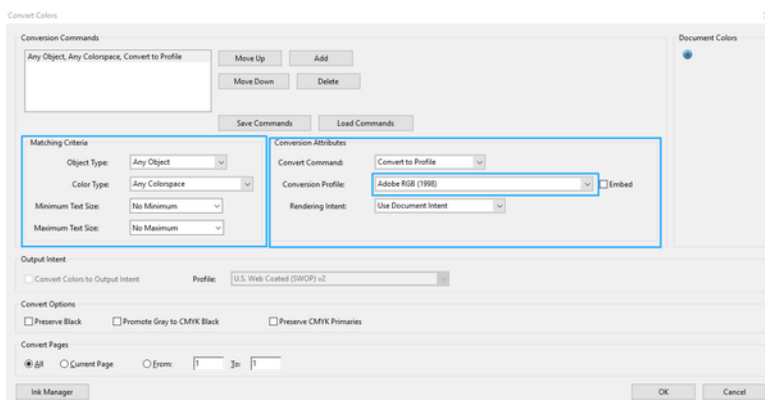 Convert Colors
Conversion Commands
Document Colors
Any Object, Any Colorspace, Convert to Profile
Move Up Add
Move Down Delete
Save Commands Load Commands
Matching Criteria
Conversion Attributes
Object Type: Any Object
Convert Command: Convert to Profile
Color Type: Any Colorspace
Conversion Profile: Adobe RGB (1998) Embed
Minimum Text Size: No Minimum
Rendering Intent: Use Document Intent
Maximum Text Size: No Maximum
Output Intent
Convert Colors to Output Intent Profile: U.S. Web Coated (SWOP) v2
Convert Options
Preserve Black Promote Gray to CMYK Black Preserve CMYK Primaries
Convert Pages
All Current Page From: 1 To: 1
Ink Manager OK Cancel